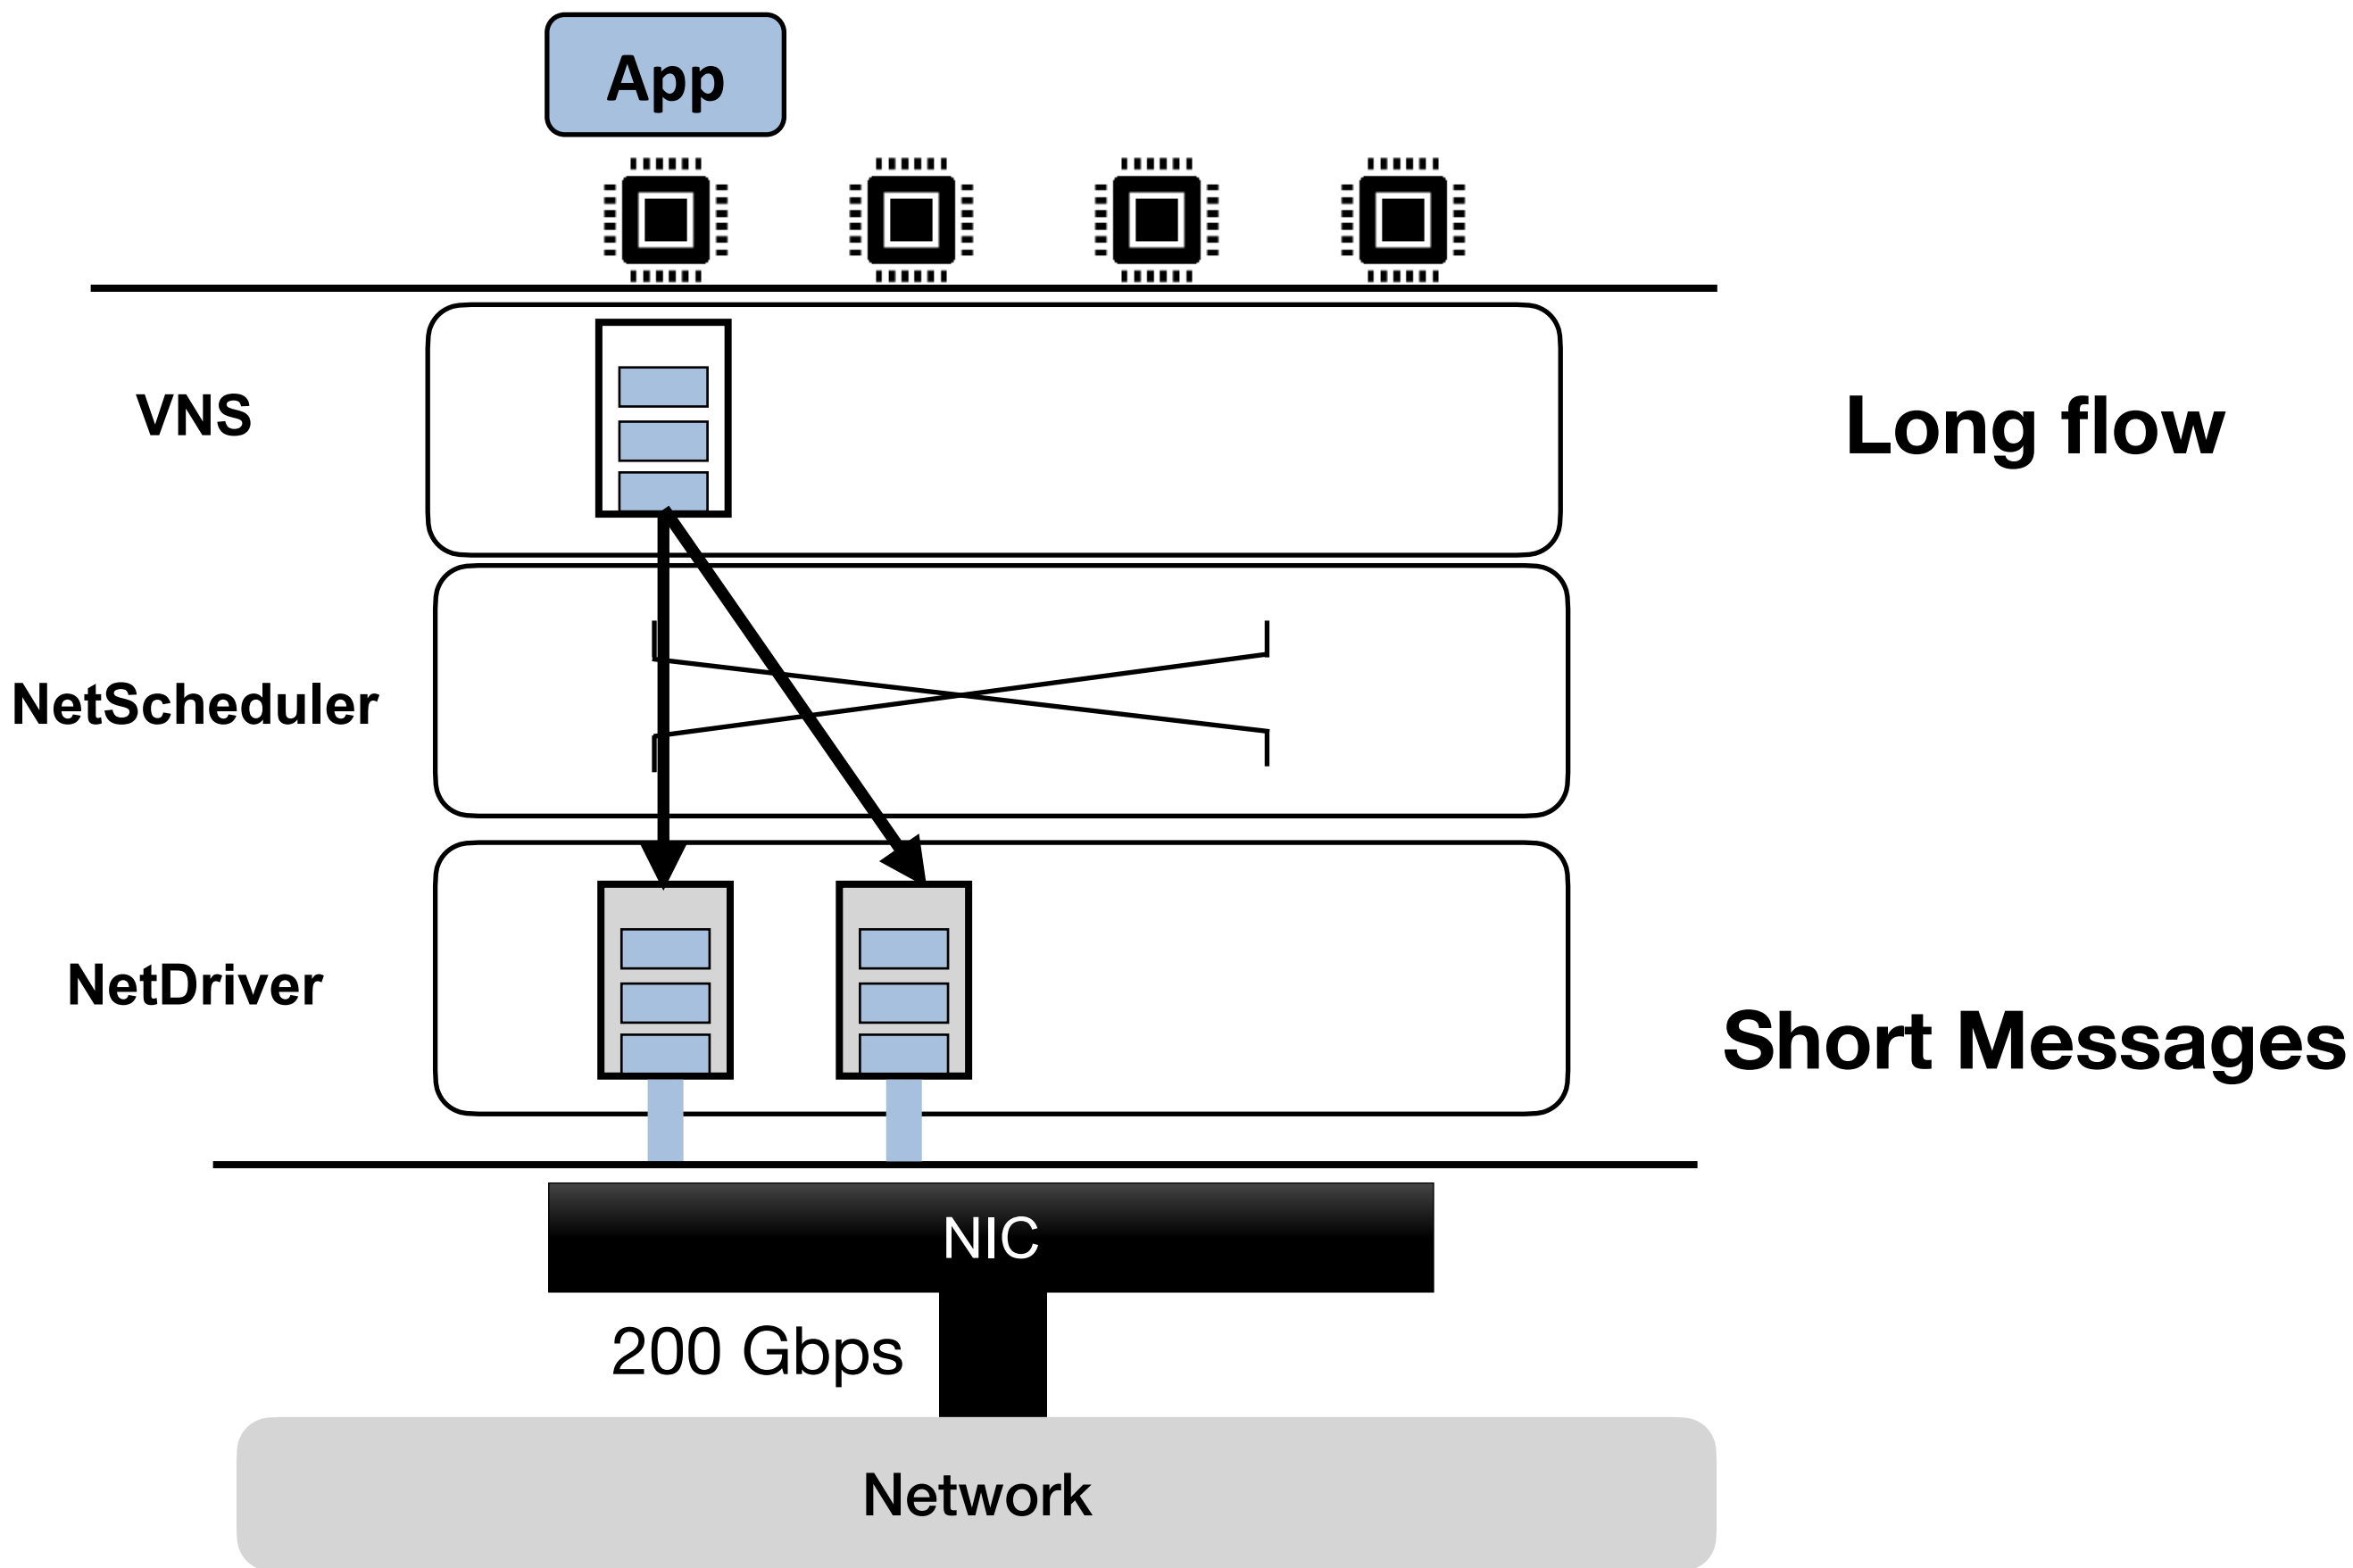 App
VNS
Long flow
NetScheduler
NetDriver
Short Messages
NIC
200 Gbps
Network